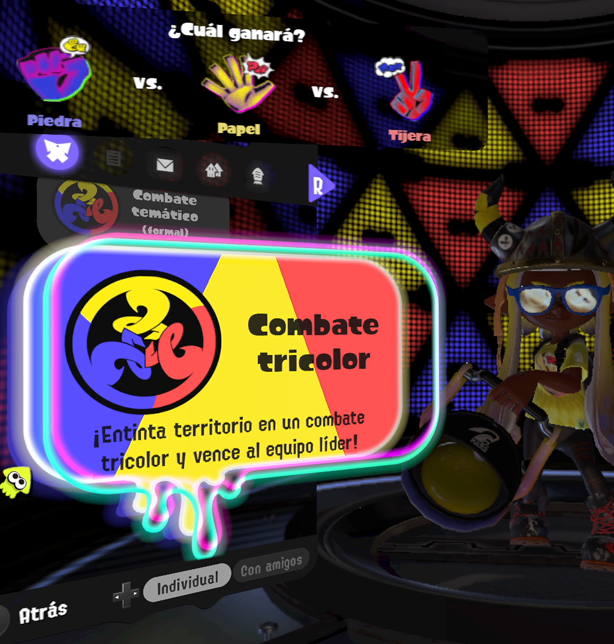 ¿Cuál ganará?
vs.
vs.
Piedra
Papel
Tijera
R
Combate
temático
(formal)
Combate
tricolor
¡Entinta territorio en un combate
tricolor y vence al equipo líder!
Individual
Con amigos
Atrás